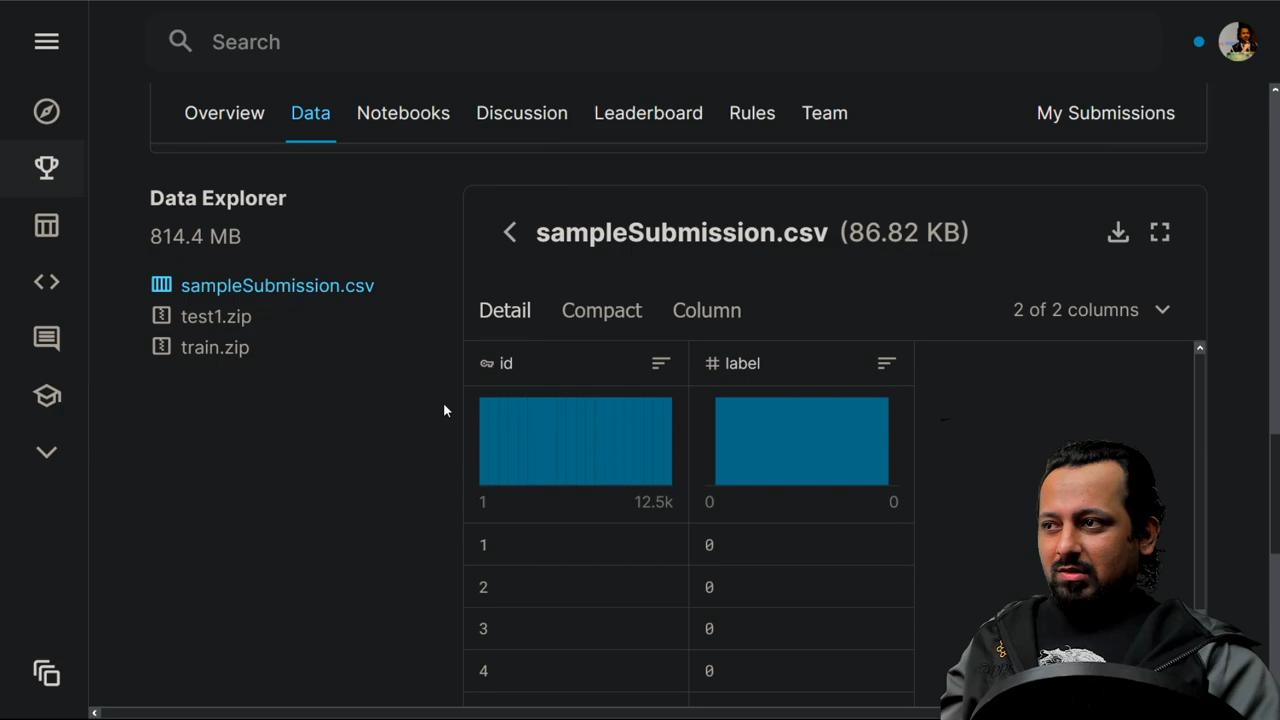 Search
Overview Data Notebooks Discussion Leaderboard Rules Team My Submissions
Data Explorer
814.4 MB
sampleSubmission.csv
test1.zip
train.zip
sampleSubmission.csv (86.82 KB)
Detail Compact Column 2 of 2 columns
id # label
1 12.5k 0 0
1 0
2 0
3 0
4 0